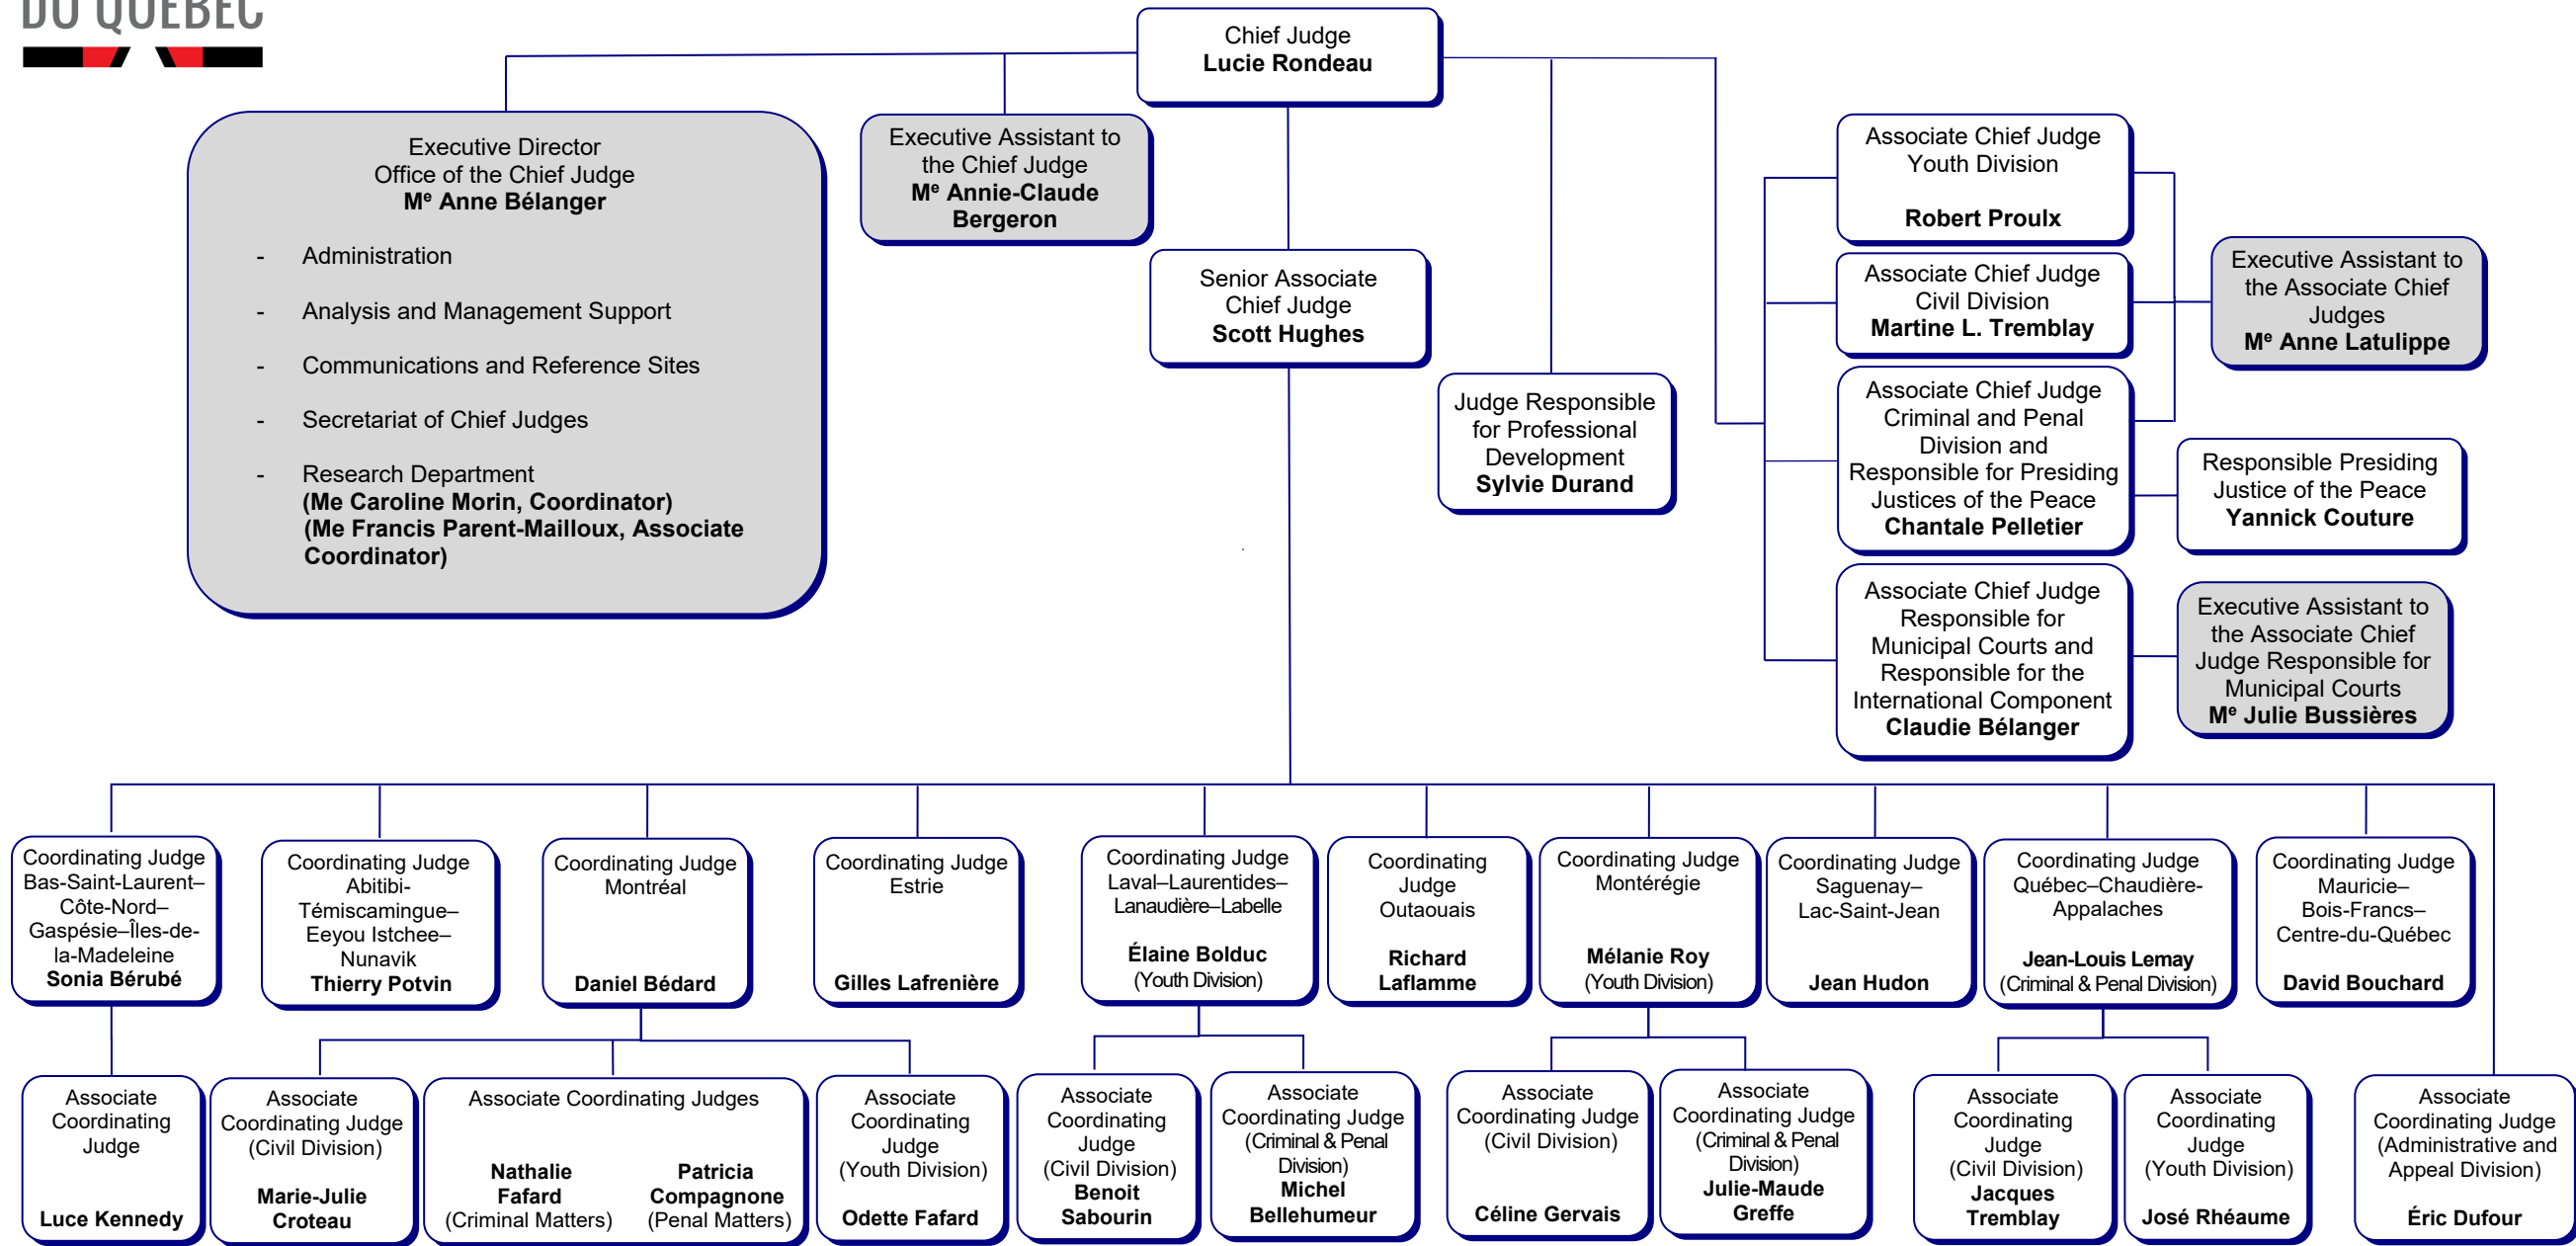 DU QUÉBEC
Chief Judge
Lucie Rondeau
Executive Director
Office of the Chief Judge
Me Anne Bélanger
- Administration
- Analysis and Management Support
- Communications and Reference Sites
- Secretariat of Chief Judges
- Research Department
(Me Caroline Morin, Coordinator)
(Me Francis Parent-Mailloux, Associate
Coordinator)
Executive Assistant to
the Chief Judge
Me Annie-Claude
Bergeron
Senior Associate
Chief Judge
Scott Hughes
Judge Responsible
for Professional
Development
Sylvie Durand
Associate Chief Judge
Youth Division
Robert Proulx
Associate Chief Judge
Civil Division
Martine L. Tremblay
Associate Chief Judge
Criminal and Penal
Division and
Responsible for Presiding
Justices of the Peace
Chantale Pelletier
Associate Chief Judge
Responsible for
Municipal Courts and
Responsible for the
International Component
Claudie Bélanger
Executive Assistant to
the Associate Chief
Judges
Me Anne Latulippe
Responsible Presiding
Justice of the Peace
Yannick Couture
Executive Assistant to
the Associate Chief
Judge Responsible for
Municipal Courts
Me Julie Bussières
Coordinating Judge
Bas-Saint-Laurent–
Côte-Nord–
Gaspésie–Îles-de-
la-Madeleine
Sonia Bérubé
Coordinating Judge
Abitibi-
Témiscamingue–
Eeyou Istchee–
Nunavik
Thierry Potvin
Coordinating Judge
Montréal
Daniel Bédard
Coordinating Judge
Estrie
Gilles Lafrenière
Coordinating Judge
Laval–Laurentides–
Lanaudière–Labelle
Élaine Bolduc
(Youth Division)
Coordinating
Judge
Outaouais
Richard
Laflamme
Coordinating Judge
Montérégie
Mélanie Roy
(Youth Division)
Coordinating Judge
Saguenay–
Lac-Saint-Jean
Jean Hudon
Coordinating Judge
Québec–Chaudière-
Appalaches
Jean-Louis Lemay
(Criminal & Penal Division)
Coordinating Judge
Mauricie–
Bois-Francs–
Centre-du-Québec
David Bouchard
Associate
Coordinating
Judge
Luce Kennedy
Associate
Coordinating Judge
(Civil Division)
Marie-Julie
Croteau
Associate Coordinating Judges
Nathalie
Fafard
(Criminal Matters)
Patricia
Compagnone
(Penal Matters)
Associate
Coordinating
Judge
(Youth Division)
Odette Fafard
Associate
Coordinating
Judge
(Civil Division)
Benoit
Sabourin
Associate
Coordinating Judge
(Criminal & Penal
Division)
Michel
Bellehumeur
Associate
Coordinating Judge
(Civil Division)
Céline Gervais
Associate
Coordinating Judge
(Criminal & Penal
Division)
Julie-Maude
Greffe
Associate
Coordinating
Judge
(Civil Division)
Jacques
Tremblay
Associate
Coordinating
Judge
(Youth Division)
José Rhéaume
Associate
Coordinating Judge
(Administrative and
Appeal Division)
Éric Dufour